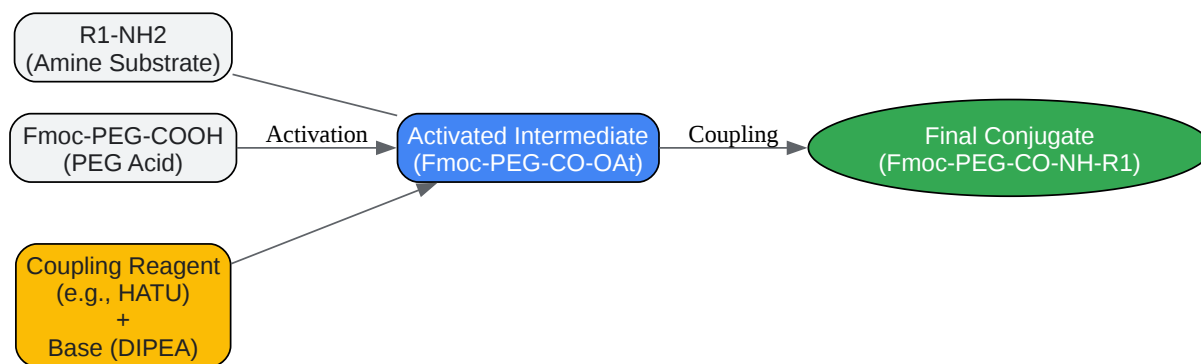 R1-NH2
(Amine Substrate)
Fmoc-PEG-COOH
(PEG Acid)
Activation
Activated Intermediate
(Fmoc-PEG-CO-OAt)
Coupling
Final Conjugate
(Fmoc-PEG-CO-NH-R1)
Coupling Reagent
(e.g., HATU)
+
Base (DIPEA)